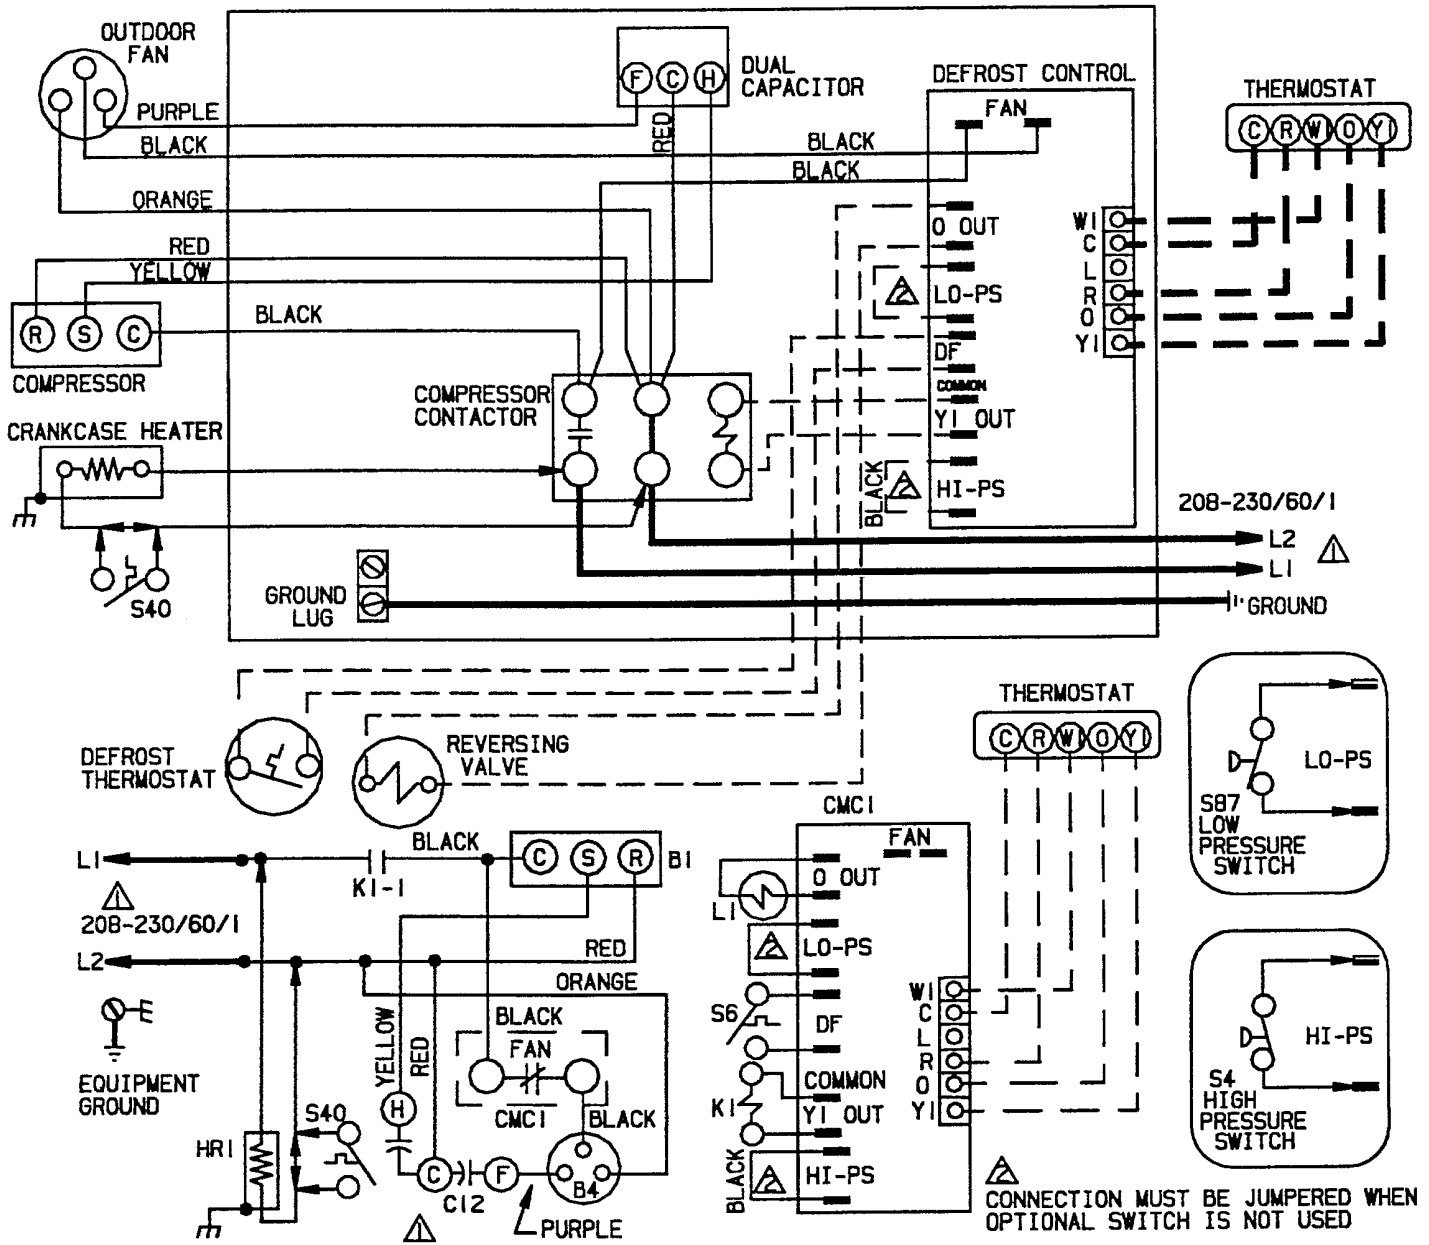 OUTDOOR
FAN
PURPLE
BLACK
ORANGE
RED
YELLOW
BLACK
R S C
COMPRESSOR
CRANKCASE HEATER
S40
F C H
DUAL
CAPACITOR
RED
BLACK
BLACK
COMPRESSOR
CONTACTOR
GROUND
LUG
DEFROST CONTROL
FAN
O OUT
2
LO-PS
DF
COMMON
Y1 OUT
BLACK
2
HI-PS
W1
C
L
R
O
Y1
THERMOSTAT
C R W1 O Y1
208-230/60/1
L2
L1
1
GROUND
DEFROST
THERMOSTAT
REVERSING
VALVE
L1
1
208-230/60/1
L2
EQUIPMENT
GROUND
K1-1
BLACK
C S R
B1
RED
ORANGE
YELLOW
RED
BLACK
FAN
CMC1
BLACK
H
C
F
C12
B4
PURPLE
1
HR1
S40
CMC1
FAN
O OUT
L1
2
LO-PS
S6
DF
COMMON
K1
Y1 OUT
BLACK
2
HI-PS
W1
C
L
R
O
Y1
THERMOSTAT
C R W1 O Y1
LO-PS
S87
LOW
PRESSURE
SWITCH
HI-PS
S4
HIGH
PRESSURE
SWITCH
2
CONNECTION MUST BE JUMPERED WHEN
OPTIONAL SWITCH IS NOT USED